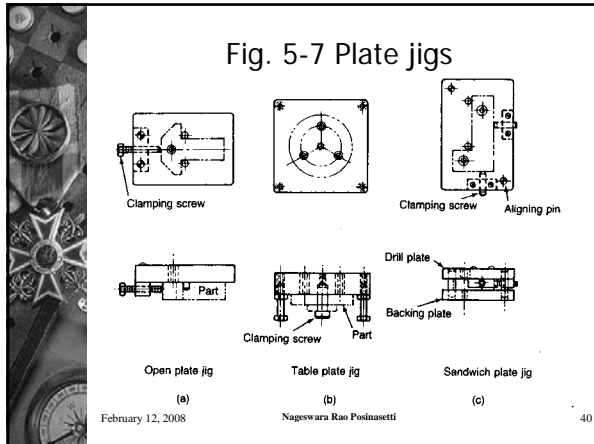 Fig. 5-7 Plate jigs
Clamping screw
Clamping screw
Aligning pin
Part
Clamping screw
Part
Drill plate
Backing plate
Open plate jig
Table plate jig
Sandwich plate jig
(a)
(b)
(c)
February 12, 2008
Nageswara Rao Posinasetti
40